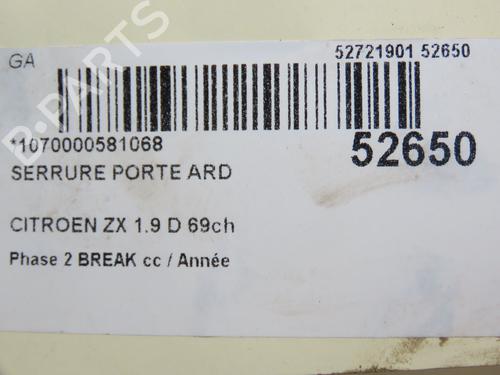 GA
52721901 52650
*1070000581068
52650
SERRURE PORTE ARD
CITROEN ZX 1.9 D 69ch
Phase 2 BREAK cc / Année
B-PARTS